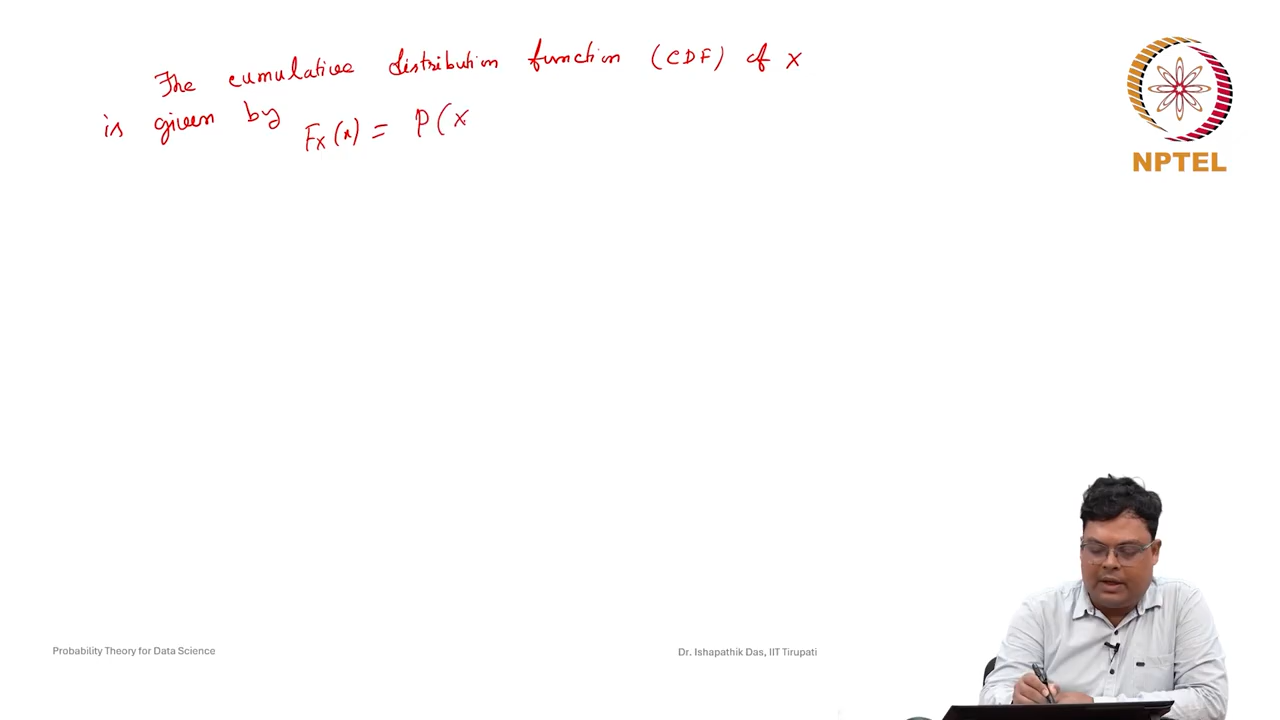 The cumulative distribution function (CDF) of X
is given by F_X(x) = P(X
NPTEL
Probability Theory for Data Science
Dr. Ishapathik Das, IIT Tirupati